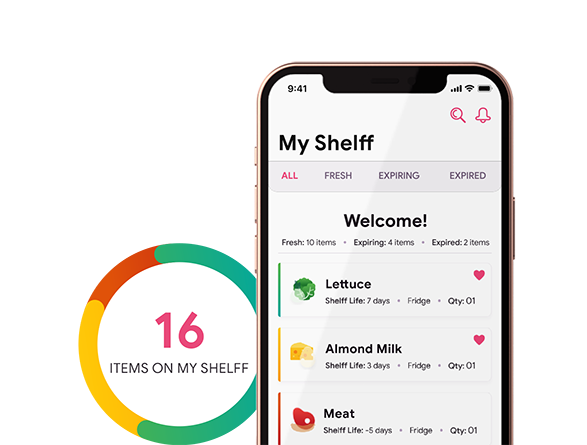 9:41
My Shelff
ALL FRESH EXPIRING EXPIRED
Welcome!
Fresh: 10 items • Expiring: 4 items • Expired: 2 items
Lettuce
Shelff Life: 7 days • Fridge • Qty: 01
Almond Milk
Shelff Life: 3 days • Fridge • Qty: 01
Meat
Shelff Life: -5 days • Fridge • Qty: 01
16
ITEMS ON MY SHELFF